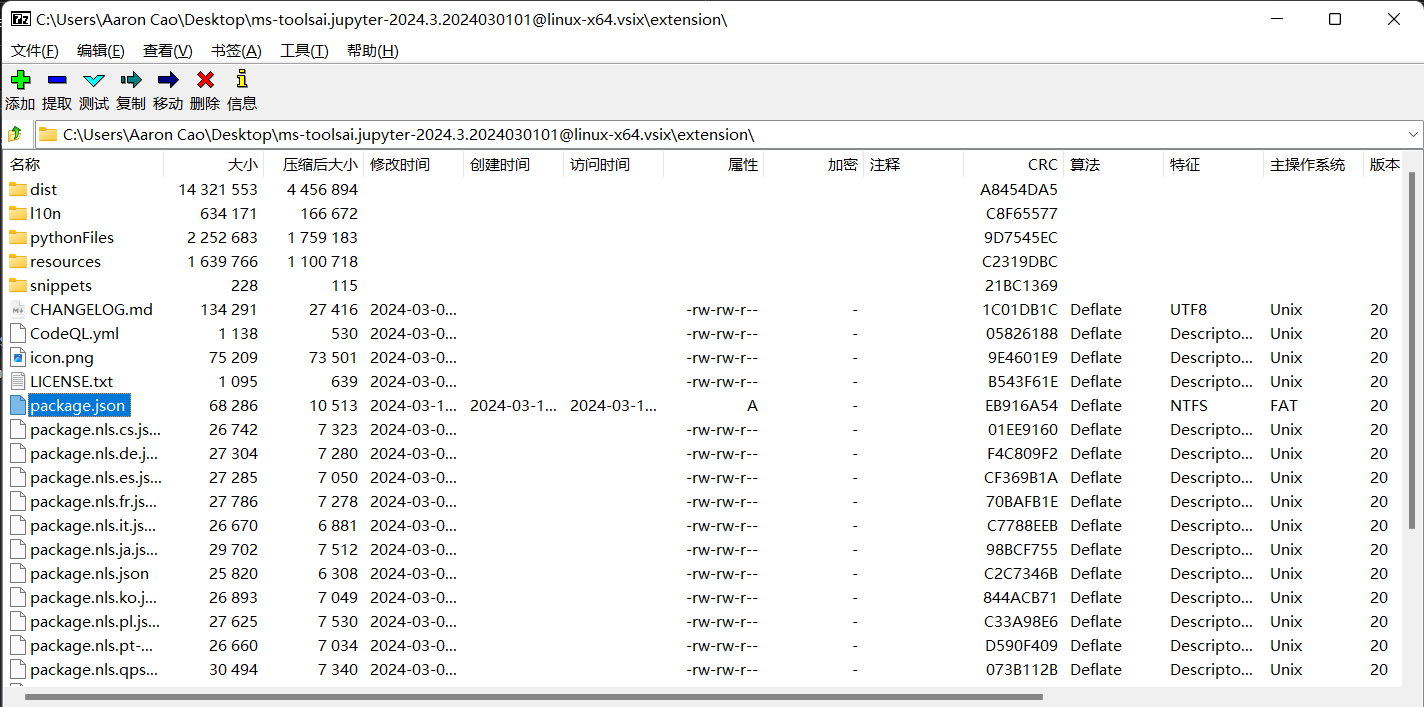 C:\Users\Aaron Cao\Desktop\ms-toolsai.jupyter-2024.3.2024030101@linux-x64.vsix\extension\
文件(F) 编辑(E) 查看(V) 书签(A) 工具(T) 帮助(H)
添加 提取 测试 复制 移动 删除 信息
C:\Users\Aaron Cao\Desktop\ms-toolsai.jupyter-2024.3.2024030101@linux-x64.vsix\extension\
名称 大小 压缩后大小 修改时间 创建时间 访问时间 属性 加密 注释 CRC 算法 特征 主操作系统 版本
dist 14 321 553 4 456 894 A8454DA5
l10n 634 171 166 672 C8F65577
pythonFiles 2 252 683 1 759 183 9D7545EC
resources 1 639 766 1 100 718 C2319DBC
snippets 228 115 21BC1369
CHANGELOG.md 134 291 27 416 2024-03-0... -rw-rw-r-- - 1C01DB1C Deflate UTF8 Unix 20
CodeQL.yml 1 138 530 2024-03-0... -rw-rw-r-- - 05826188 Deflate Descripto... Unix 20
icon.png 75 209 73 501 2024-03-0... -rw-rw-r-- - 9E4601E9 Deflate Descripto... Unix 20
LICENSE.txt 1 095 639 2024-03-0... -rw-rw-r-- - B543F61E Deflate Descripto... Unix 20
package.json 68 286 10 513 2024-03-1... 2024-03-1... 2024-03-1... A - EB916A54 Deflate NTFS FAT 20
package.nls.cs.js... 26 742 7 323 2024-03-0... -rw-rw-r-- - 01EE9160 Deflate Descripto... Unix 20
package.nls.de.j... 27 304 7 280 2024-03-0... -rw-rw-r-- - F4C809F2 Deflate Descripto... Unix 20
package.nls.es.js... 27 285 7 050 2024-03-0... -rw-rw-r-- - CF369B1A Deflate Descripto... Unix 20
package.nls.fr.js... 27 786 7 278 2024-03-0... -rw-rw-r-- - 70BAFB1E Deflate Descripto... Unix 20
package.nls.it.js... 26 670 6 881 2024-03-0... -rw-rw-r-- - C7788EEB Deflate Descripto... Unix 20
package.nls.ja.js... 29 702 7 512 2024-03-0... -rw-rw-r-- - 98BCF755 Deflate Descripto... Unix 20
package.nls.json 25 820 6 308 2024-03-0... -rw-rw-r-- - C2C7346B Deflate Descripto... Unix 20
package.nls.ko.j... 26 893 7 049 2024-03-0... -rw-rw-r-- - 844ACB71 Deflate Descripto... Unix 20
package.nls.pl.js... 27 625 7 530 2024-03-0... -rw-rw-r-- - C33A98E6 Deflate Descripto... Unix 20
package.nls.pt-... 26 660 7 034 2024-03-0... -rw-rw-r-- - D590F409 Deflate Descripto... Unix 20
package.nls.qps... 30 494 7 340 2024-03-0... -rw-rw-r-- - 073B112B Deflate Descripto... Unix 20